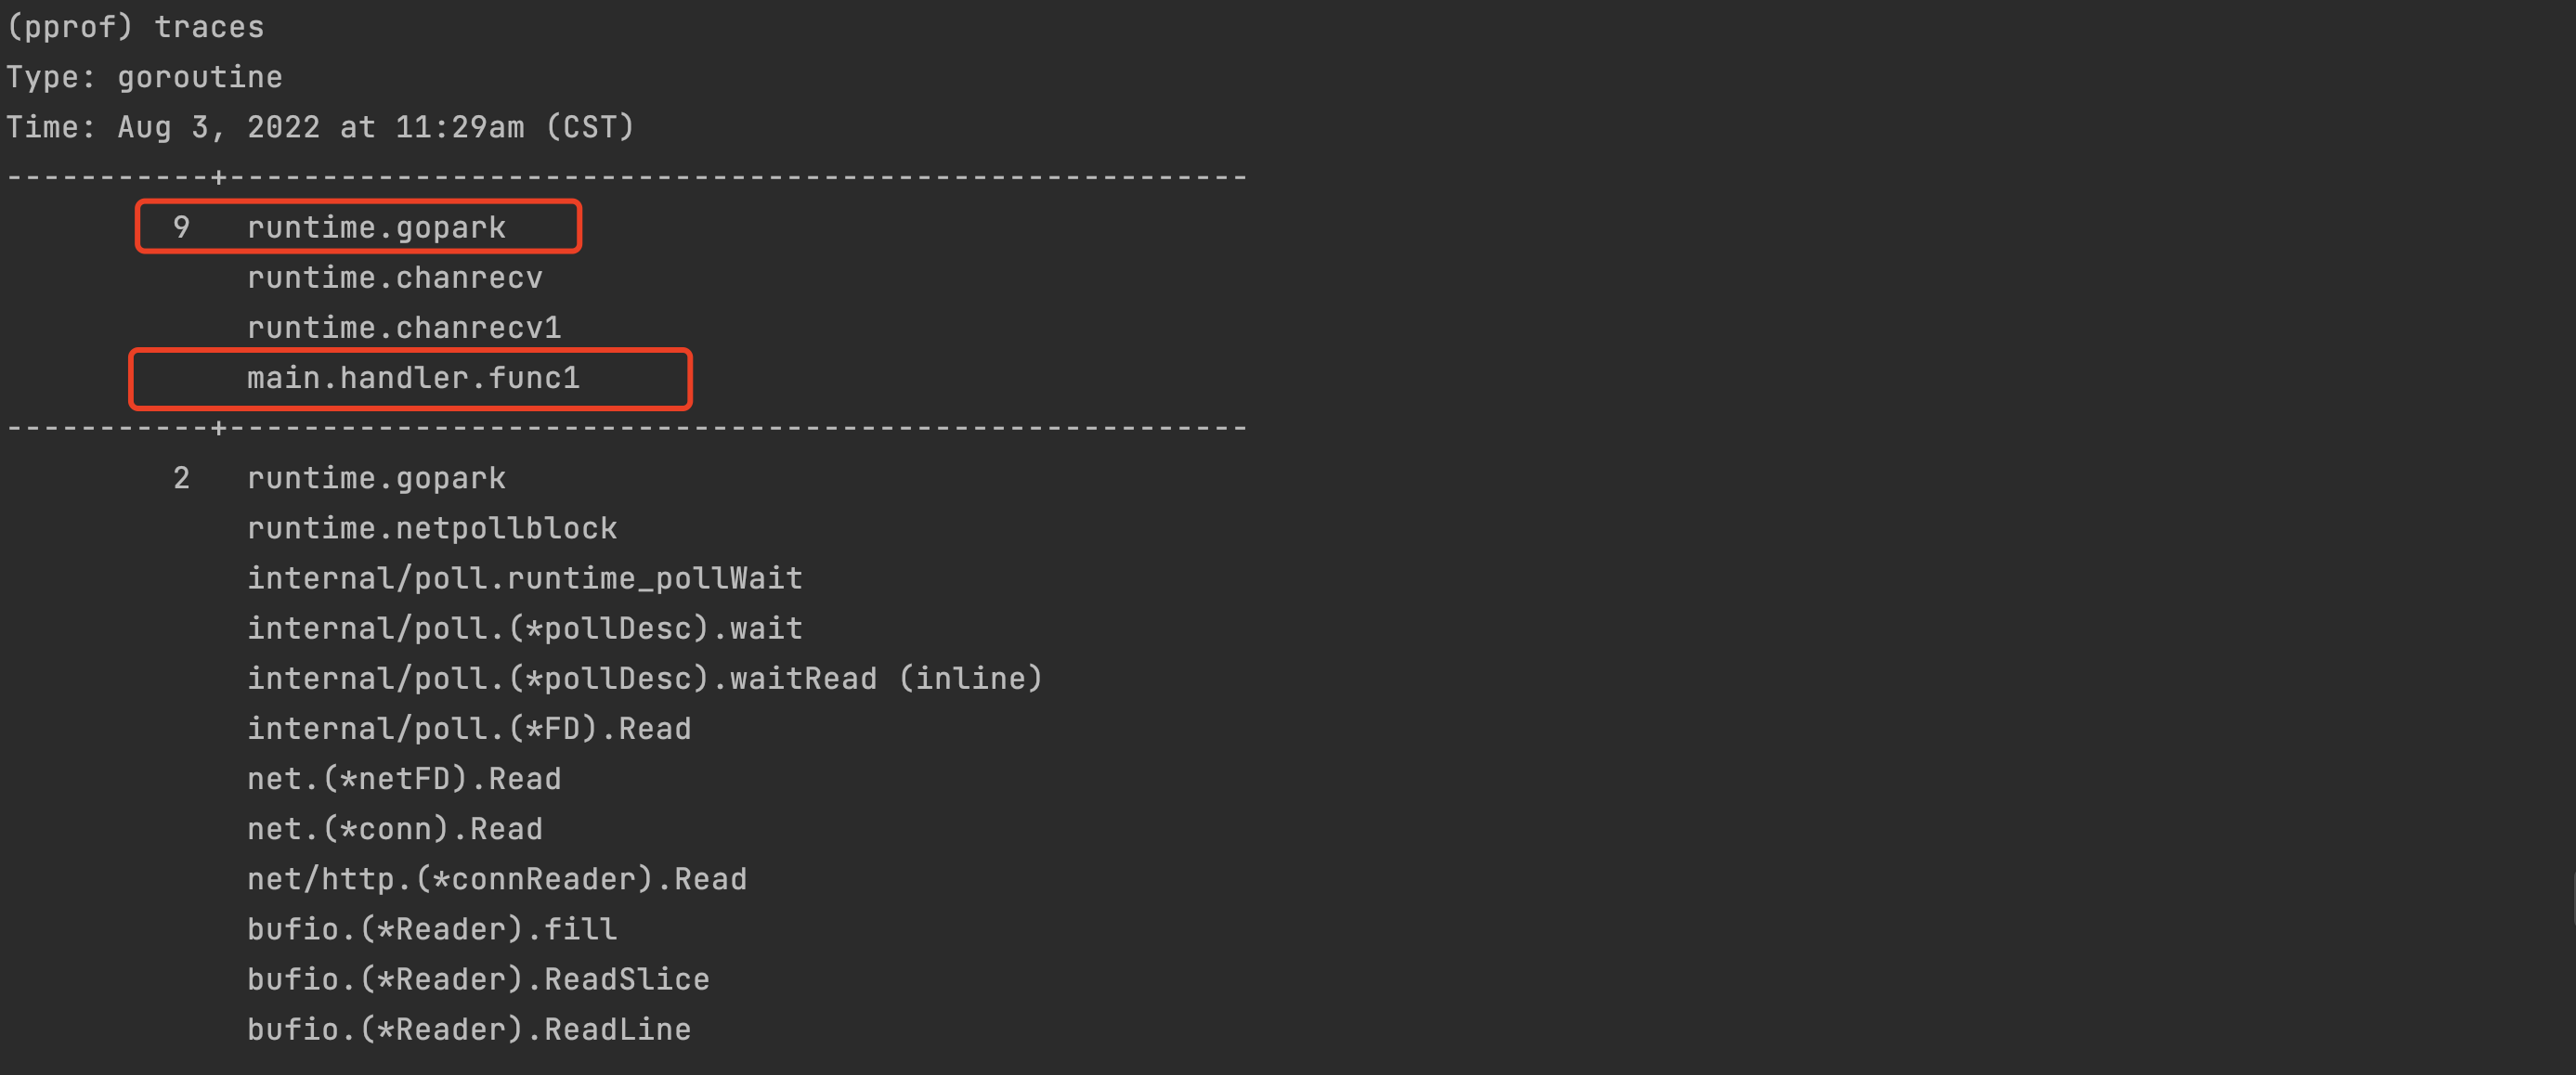 (pprof) traces
Type: goroutine
Time: Aug 3, 2022 at 11:29am (CST)
-----------+-------------------------------------------------------
         9   runtime.gopark
             runtime.chanrecv
             runtime.chanrecv1
             main.handler.func1
-----------+-------------------------------------------------------
         2   runtime.gopark
             runtime.netpollblock
             internal/poll.runtime_pollWait
             internal/poll.(*pollDesc).wait
             internal/poll.(*pollDesc).waitRead (inline)
             internal/poll.(*FD).Read
             net.(*netFD).Read
             net.(*conn).Read
             net/http.(*connReader).Read
             bufio.(*Reader).fill
             bufio.(*Reader).ReadSlice
             bufio.(*Reader).ReadLine